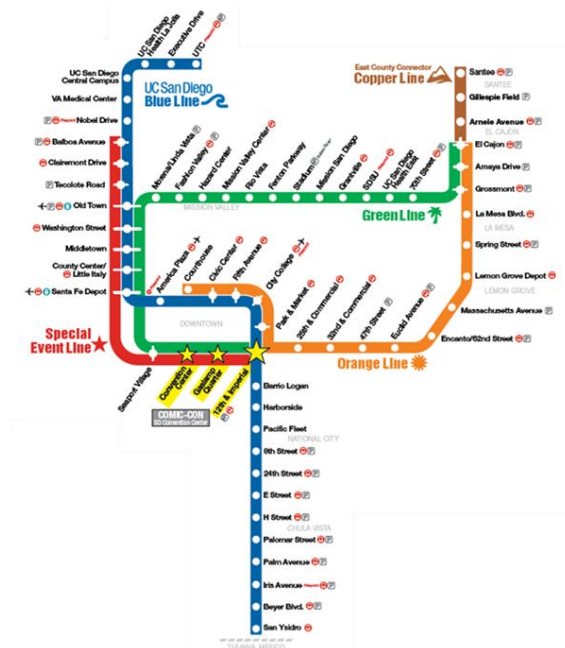 UC San Diego
Health La Jolla
Executive Drive
UTC
UC San Diego
Central Campus
VA Medical Center
Nobel Drive
Balboa Avenue
Clairemont Drive
Tecolote Road
Old Town
Washington Street
Middletown
County Center/
Little Italy
Santa Fe Depot
UC San Diego
Blue Line
East County Connector
Copper Line
Santee
SANTEE
Gillespie Field
Arnele Avenue
EL CAJON
El Cajon
Amaya Drive
Grossmont
La Mesa Blvd.
LA MESA
Spring Street
Lemon Grove Depot
LEMON GROVE
Massachusetts Avenue
Encanto/62nd Street
Morena/Linda Vista
Fashion Valley
Hazard Center
Mission Valley Center
Rio Vista
Fenton Parkway
Stadium
Mission San Diego
Grantville
SDSU
UC San Diego
Health East
70th Street
MISSION VALLEY
Green Line
America Plaza
Courthouse
Civic Center
Fifth Avenue
City College
Park & Market
25th & Commercial
32nd & Commercial
47th Street
Euclid Avenue
DOWNTOWN
Special
Event Line
Orange Line
Seaport Village
Convention
Center
Gaslamp
Quarter
12th & Imperial
COMIC-CON
SD Convention Center
Barrio Logan
Harborside
Pacific Fleet
NATIONAL CITY
8th Street
24th Street
E Street
H Street
CHULA VISTA
Palomar Street
Palm Avenue
Iris Avenue
Beyer Blvd.
San Ysidro
TIJUANA, MEXICO